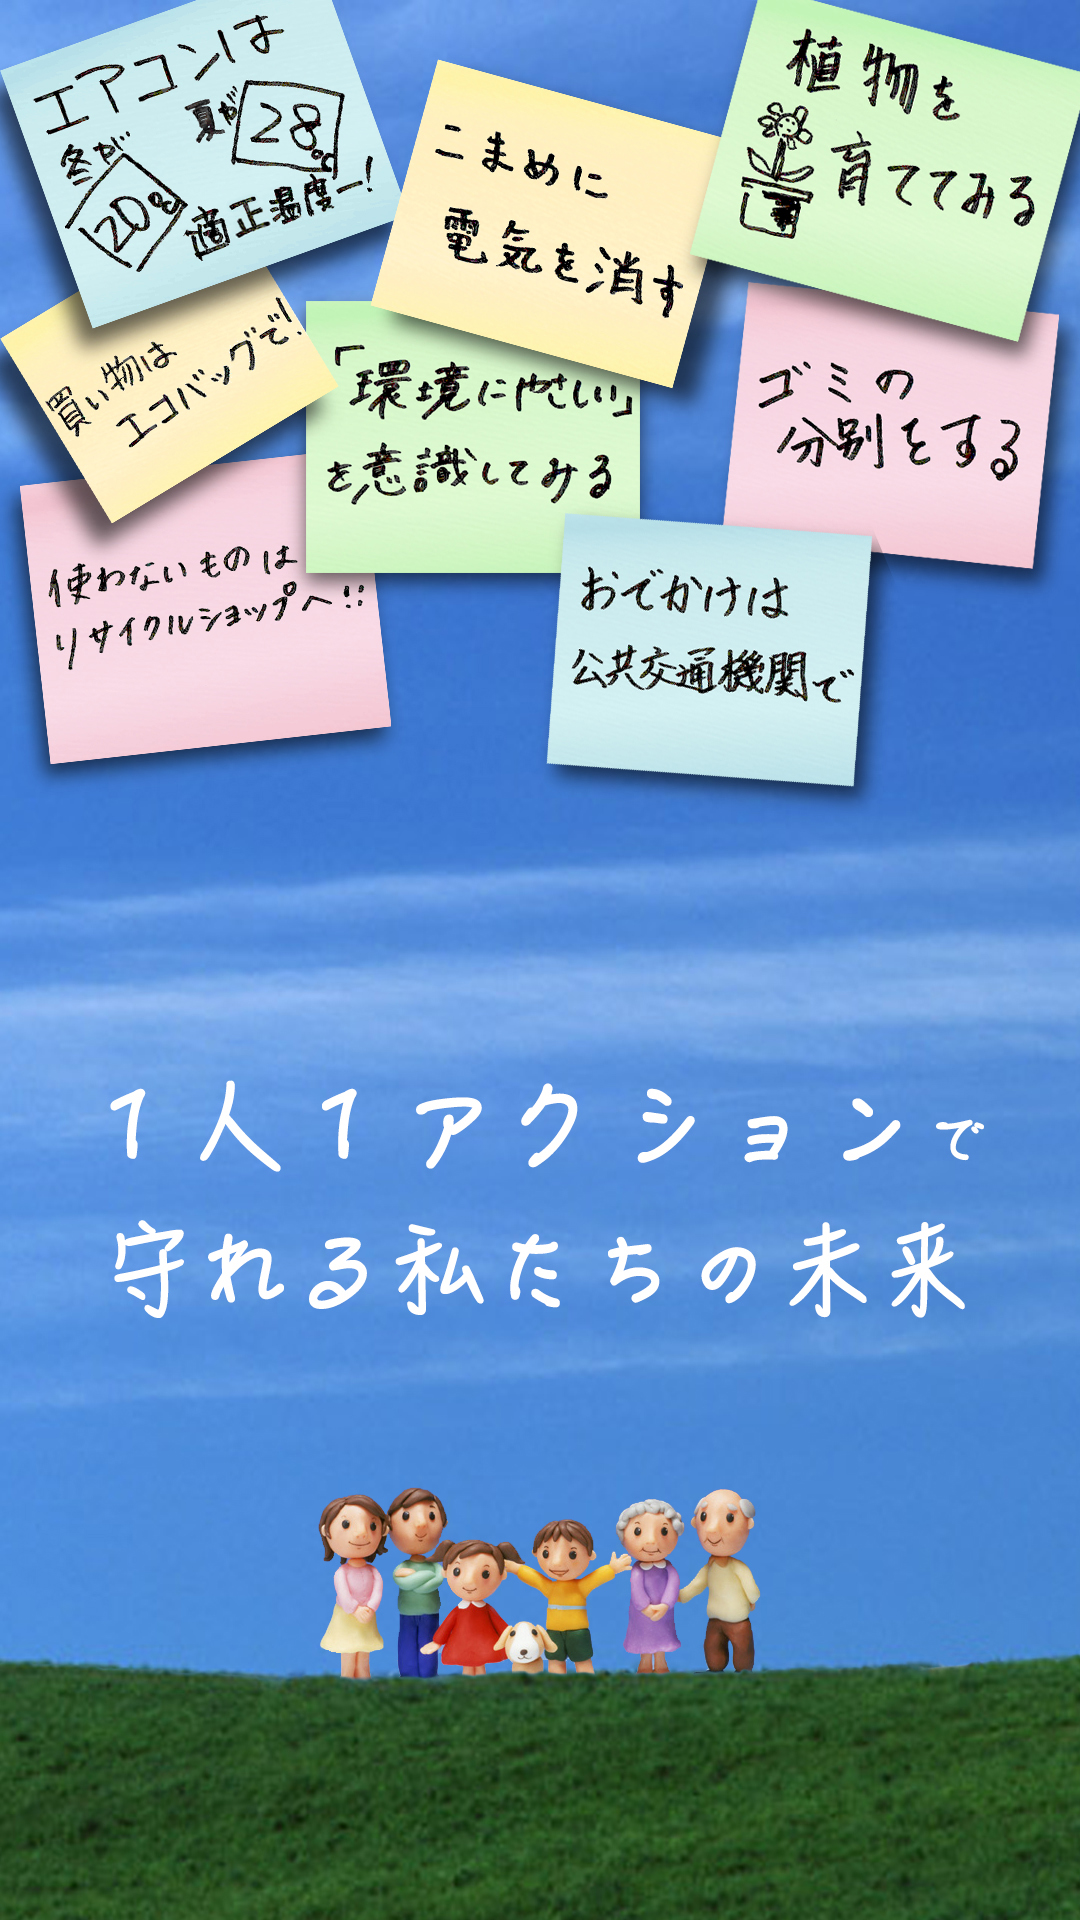 エアコンは
夏が
28℃
冬が
20℃
適正温度ー!
こまめに
電気を消す
植物を
育ててみる
買い物は
エコバッグで!
「環境にやさしい」
を意識してみる
ゴミの
分別をする
使わないものは
リサイクルショップへ!!
おでかけは
公共交通機関で
1人1アクションで
守れる私たちの未来